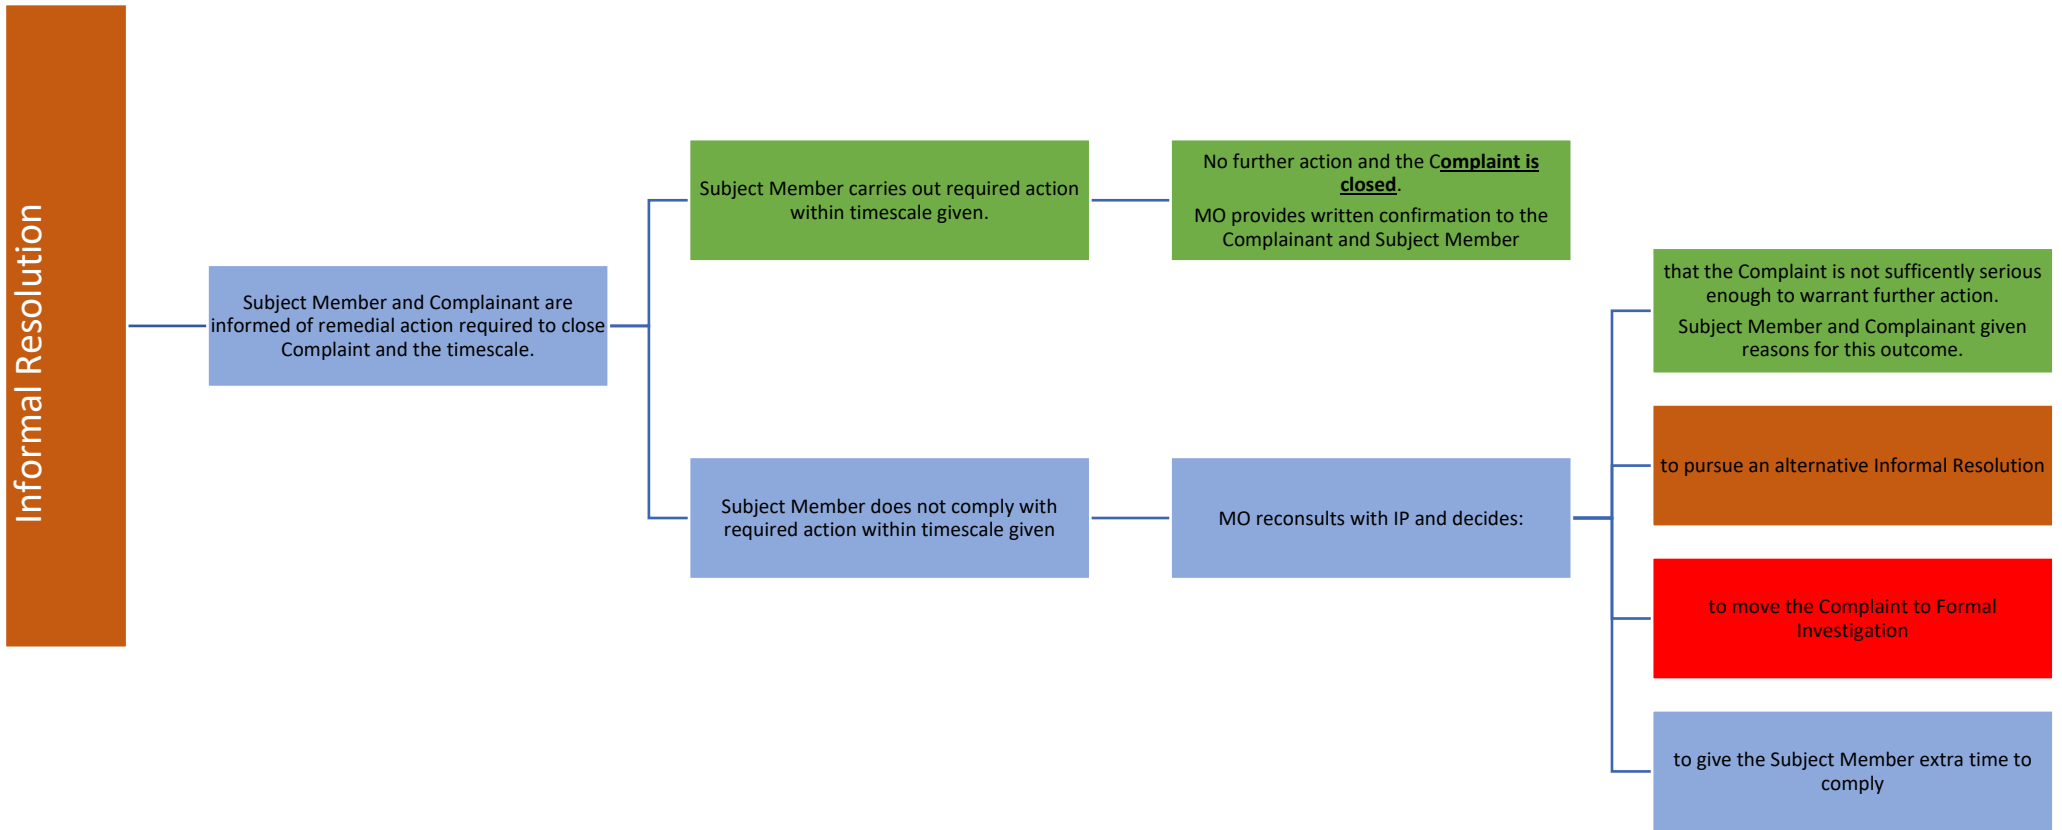 Informal Resolution
Subject Member and Complainant are
informed of remedial action required to close
Complaint and the timescale.
Subject Member carries out required action
within timescale given.
No further action and the Complaint is
closed.
MO provides written confirmation to the
Complainant and Subject Member
Subject Member does not comply with
required action within timescale given
MO reconsults with IP and decides:
that the Complaint is not sufficently serious
enough to warrant further action.
Subject Member and Complainant given
reasons for this outcome.
to pursue an alternative Informal Resolution
to move the Complaint to Formal
Investigation
to give the Subject Member extra time to
comply